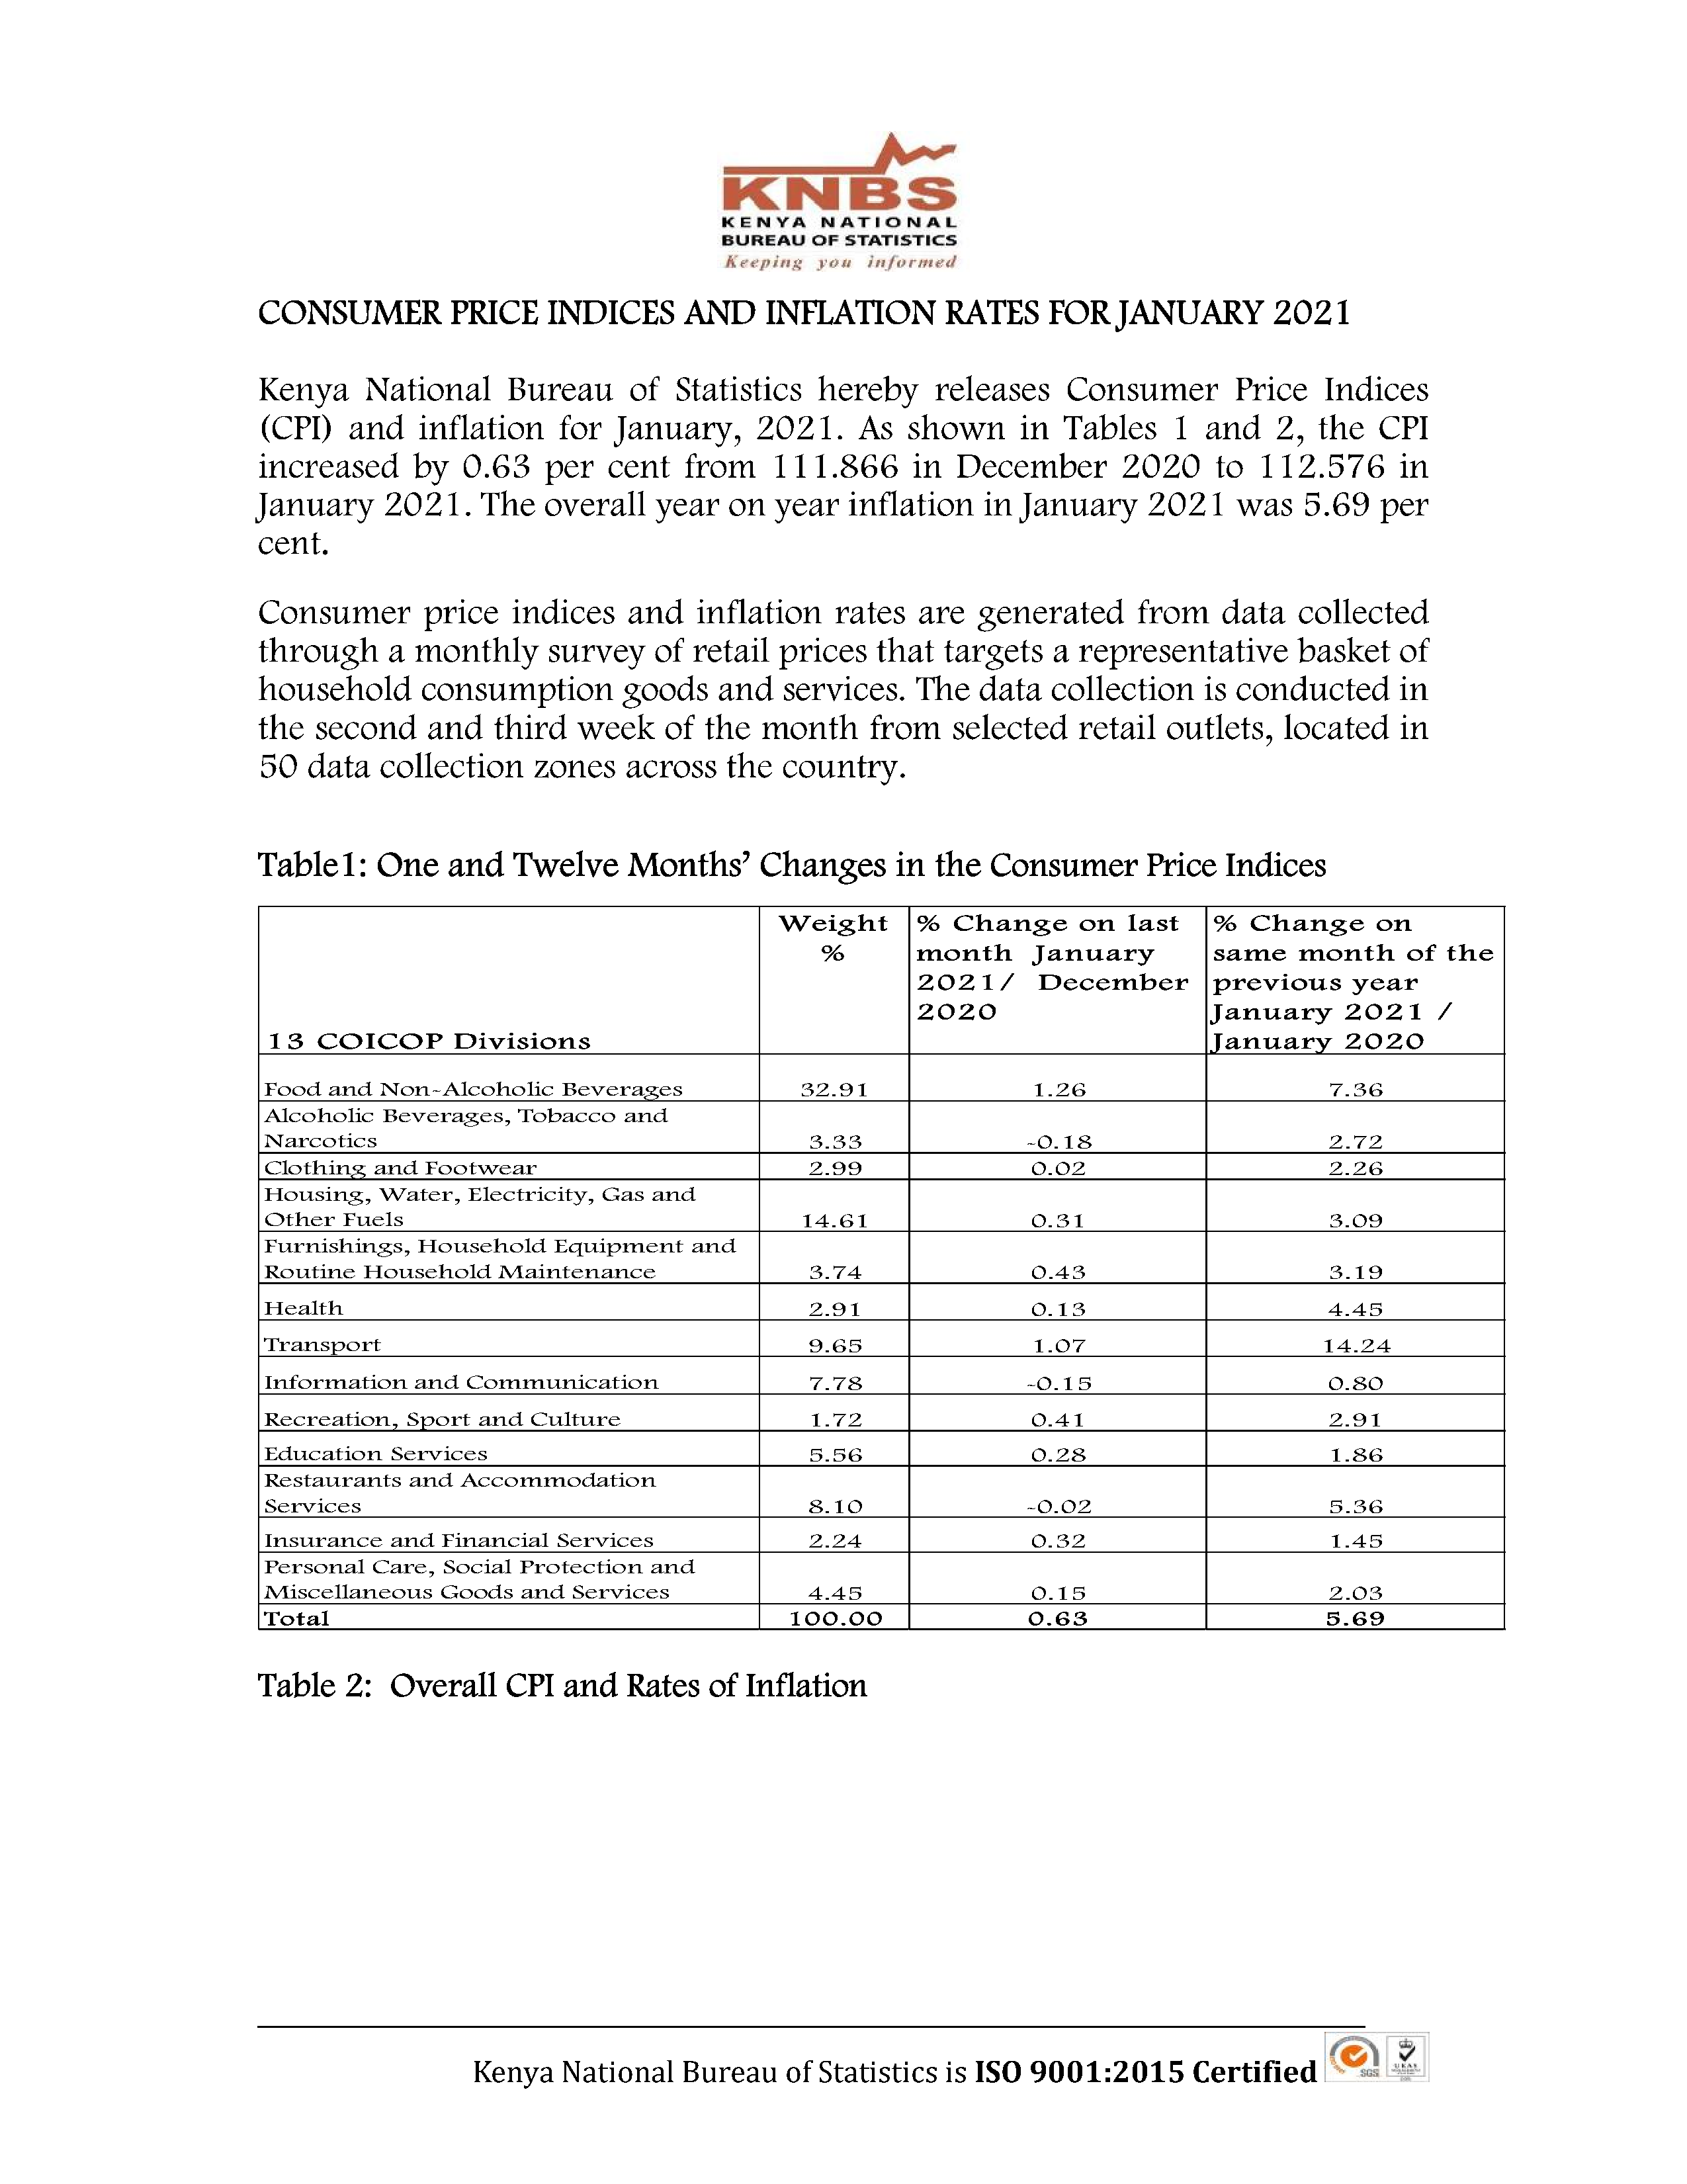 KNBS
KENYA NATIONAL
BUREAU OF STATISTICS
Keeping you informed
CONSUMER PRICE INDICES AND INFLATION RATES FOR JANUARY 2021
Kenya National Bureau of Statistics hereby releases Consumer Price Indices
(CPI) and inflation for January, 2021. As shown in Tables 1 and 2, the CPI
increased by 0.63 per cent from 111.866 in December 2020 to 112.576 in
January 2021. The overall year on year inflation in January 2021 was 5.69 per
cent.
Consumer price indices and inflation rates are generated from data collected
through a monthly survey of retail prices that targets a representative basket of
household consumption goods and services. The data collection is conducted in
the second and third week of the month from selected retail outlets, located in
50 data collection zones across the country.
Table1: One and Twelve Months’ Changes in the Consumer Price Indices
13 COICOP Divisions
Weight
%
% Change on last
month January
2021/ December
2020
% Change on
same month of the
previous year
January 2021 /
January 2020
Food and Non-Alcoholic Beverages 32.91 1.26 7.36
Alcoholic Beverages, Tobacco and
Narcotics 3.33 -0.18 2.72
Clothing and Footwear 2.99 0.02 2.26
Housing, Water, Electricity, Gas and
Other Fuels 14.61 0.31 3.09
Furnishings, Household Equipment and
Routine Household Maintenance 3.74 0.43 3.19
Health 2.91 0.13 4.45
Transport 9.65 1.07 14.24
Information and Communication 7.78 -0.15 0.80
Recreation, Sport and Culture 1.72 0.41 2.91
Education Services 5.56 0.28 1.86
Restaurants and Accommodation
Services 8.10 -0.02 5.36
Insurance and Financial Services 2.24 0.32 1.45
Personal Care, Social Protection and
Miscellaneous Goods and Services 4.45 0.15 2.03
Total 100.00 0.63 5.69
Table 2: Overall CPI and Rates of Inflation
Kenya National Bureau of Statistics is ISO 9001:2015 Certified
SGS
UKAS